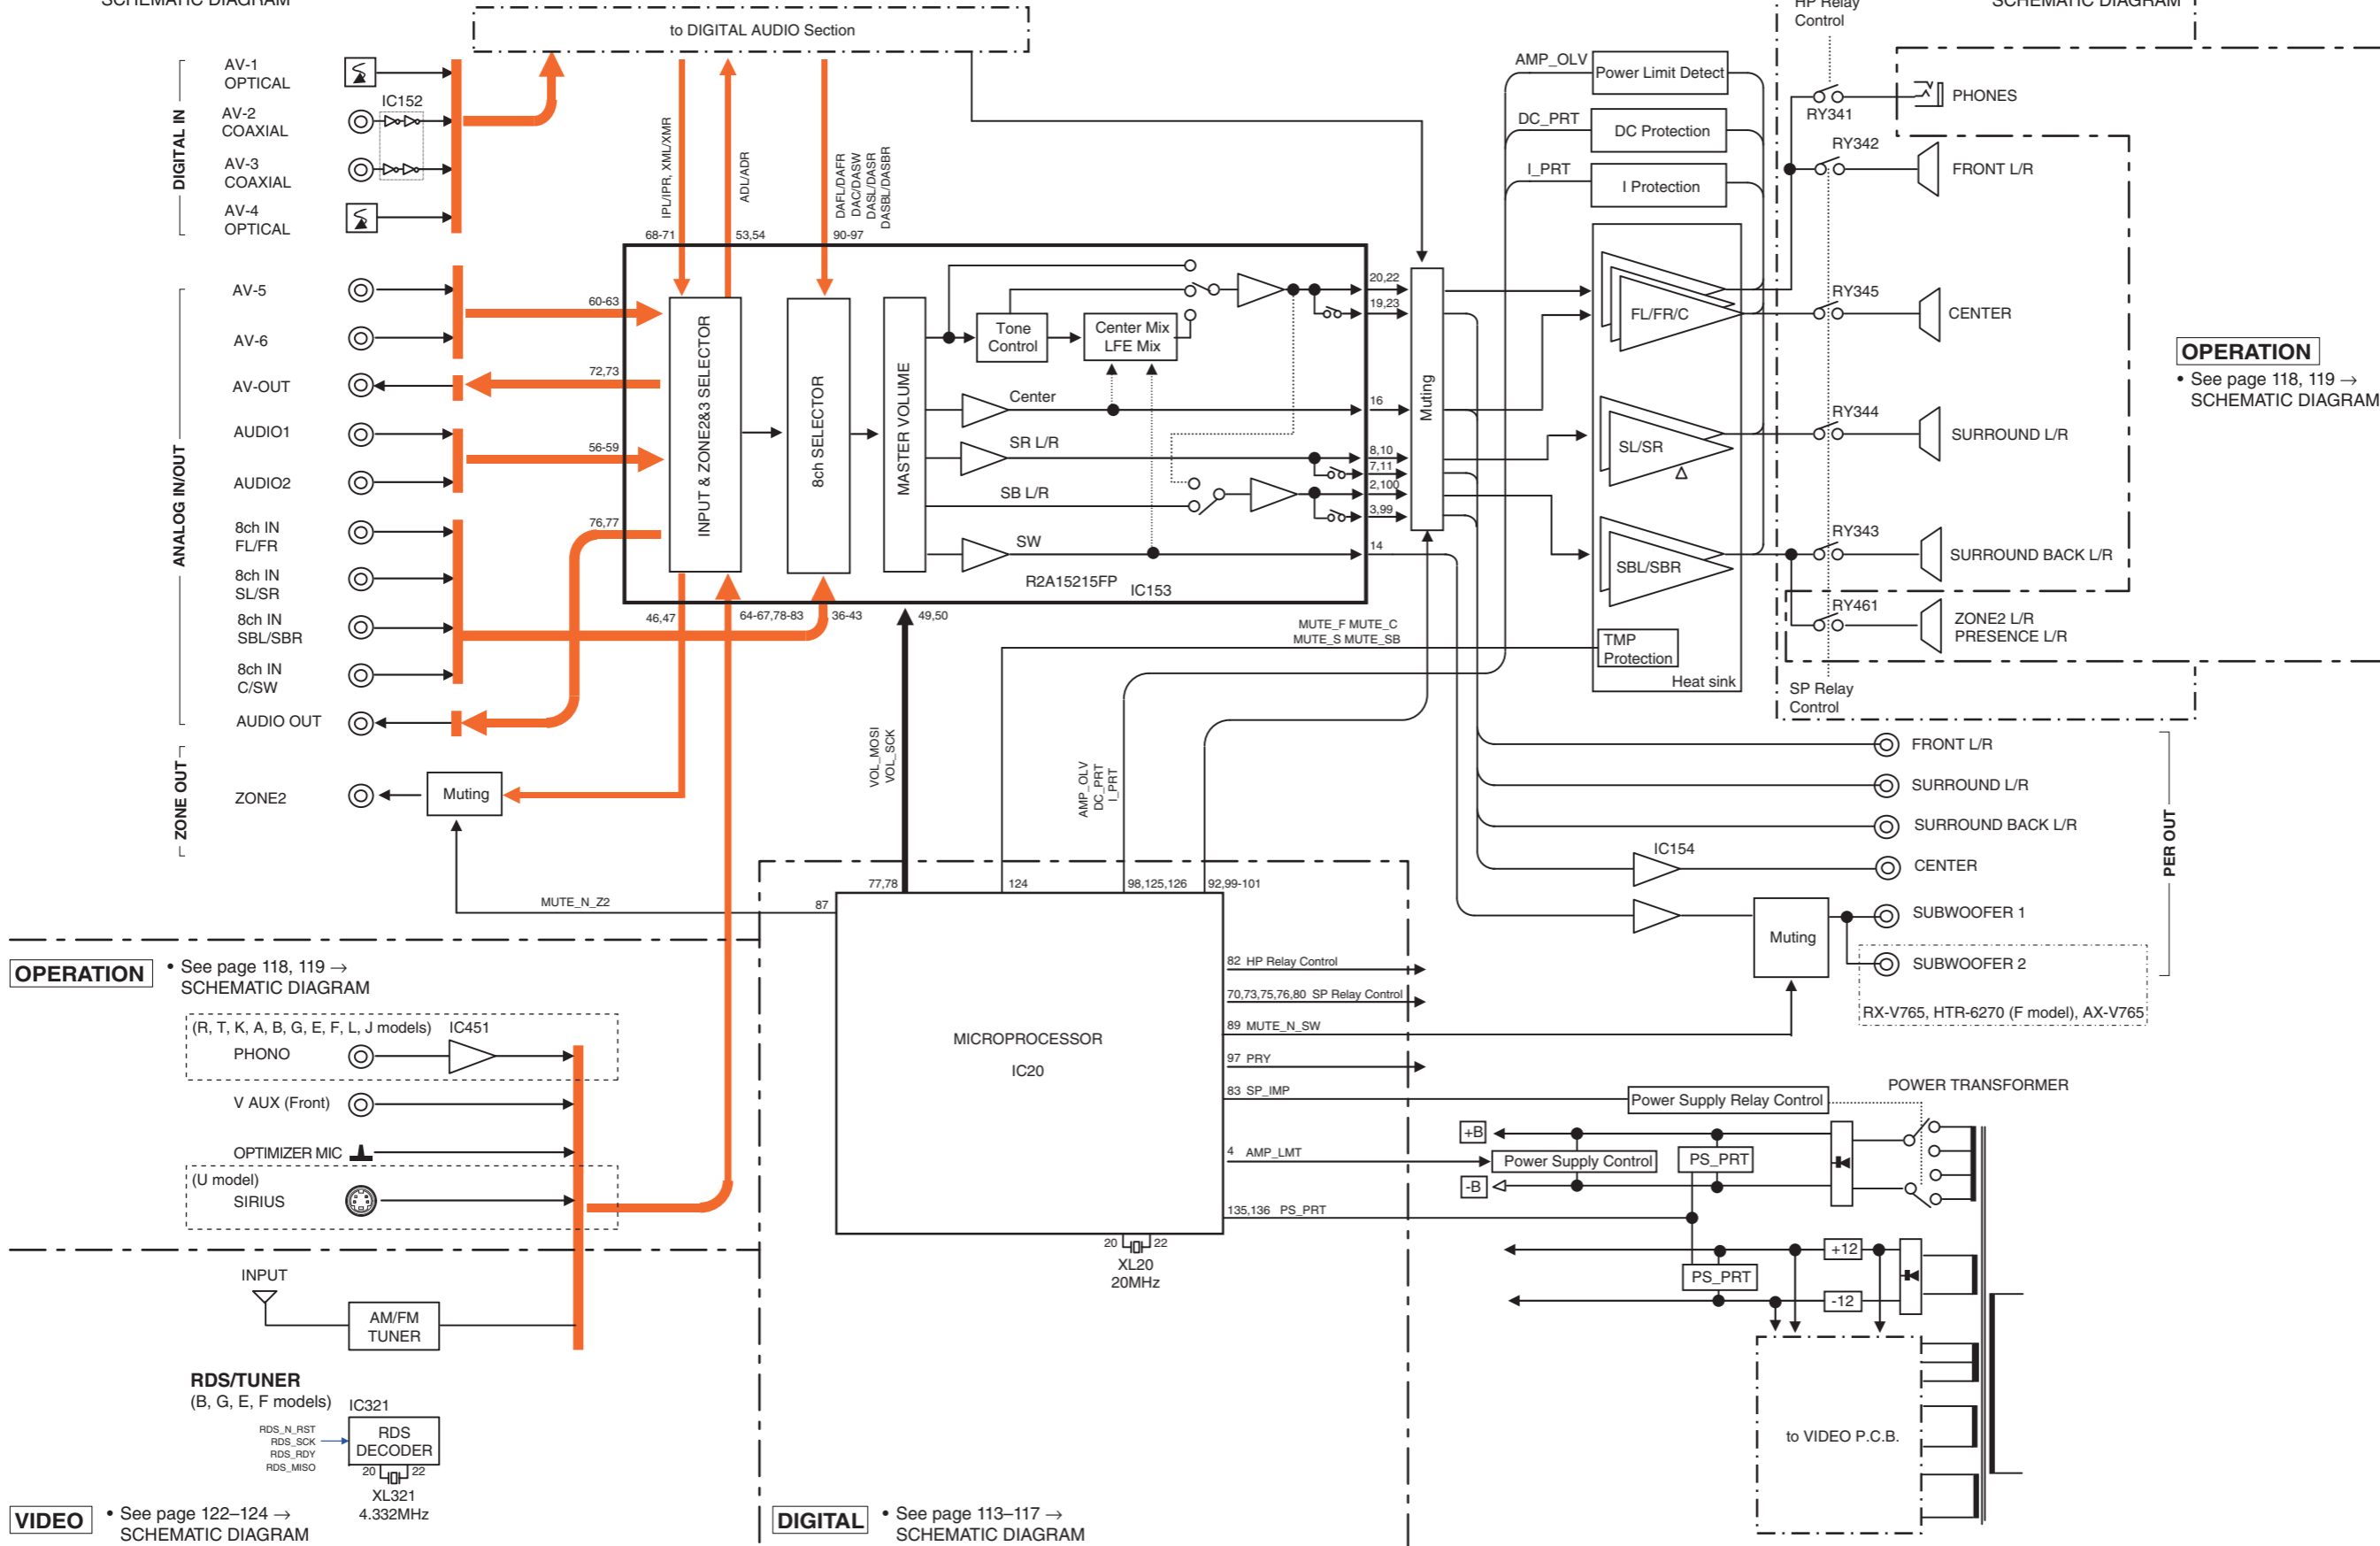 SCHEMATIC DIAGRAM
to DIGITAL AUDIO Section
HP Relay
Control
SCHEMATIC DIAGRAM
DIGITAL IN
AV-1
OPTICAL
AV-2
COAXIAL
IC152
AV-3
COAXIAL
AV-4
OPTICAL
IPL/IPR, XML/XMR
ADL/ADR
DAFL/DAFR
DAC/DASW
DASL/DASR
DASBL/DASBR
68-71
53,54
90-97
AMP_OLV
Power Limit Detect
DC_PRT
DC Protection
I_PRT
I Protection
RY341
PHONES
RY342
FRONT L/R
RY345
CENTER
RY344
SURROUND L/R
RY343
SURROUND BACK L/R
RY461
ZONE2 L/R
PRESENCE L/R
SP Relay
Control
OPERATION
• See page 118, 119 →
SCHEMATIC DIAGRAM
ANALOG IN/OUT
AV-5
AV-6
AV-OUT
AUDIO1
AUDIO2
8ch IN
FL/FR
8ch IN
SL/SR
8ch IN
SBL/SBR
8ch IN
C/SW
AUDIO OUT
ZONE OUT
ZONE2
Muting
60-63
72,73
56-59
76,77
INPUT & ZONE2&3 SELECTOR
8ch SELECTOR
MASTER VOLUME
Tone
Control
Center Mix
LFE Mix
Center
SR L/R
SB L/R
SW
R2A15215FP
IC153
20,22
19,23
16
8,10
7,11
2,100
3,99
14
Muting
FL/FR/C
SL/SR
SBL/SBR
TMP
Protection
Heat sink
46,47
64-67,78-83
36-43
49,50
MUTE_F MUTE_C
MUTE_S MUTE_SB
VOL_MOSI
VOL_SCK
AMP_OLV
DC_PRT
I_PRT
FRONT L/R
SURROUND L/R
SURROUND BACK L/R
IC154
CENTER
SUBWOOFER 1
Muting
SUBWOOFER 2
RX-V765, HTR-6270 (F model), AX-V765
PER OUT
MUTE_N_Z2
87
77,78
124
98,125,126
92,99-101
MICROPROCESSOR
IC20
82 HP Relay Control
70,73,75,76,80 SP Relay Control
89 MUTE_N_SW
97 PRY
83 SP_IMP
4 AMP_LMT
135,136 PS_PRT
20
22
XL20
20MHz
Power Supply Relay Control
POWER TRANSFORMER
+B
Power Supply Control
PS_PRT
-B
+12
PS_PRT
-12
to VIDEO P.C.B.
OPERATION
• See page 118, 119 →
SCHEMATIC DIAGRAM
(R, T, K, A, B, G, E, F, L, J models)
IC451
PHONO
V AUX (Front)
OPTIMIZER MIC
(U model)
SIRIUS
INPUT
AM/FM
TUNER
RDS/TUNER
(B, G, E, F models)
IC321
RDS_N_RST
RDS_SCK
RDS_RDY
RDS_MISO
RDS
DECODER
20
22
XL321
4.332MHz
VIDEO
• See page 122–124 →
SCHEMATIC DIAGRAM
DIGITAL
• See page 113–117 →
SCHEMATIC DIAGRAM